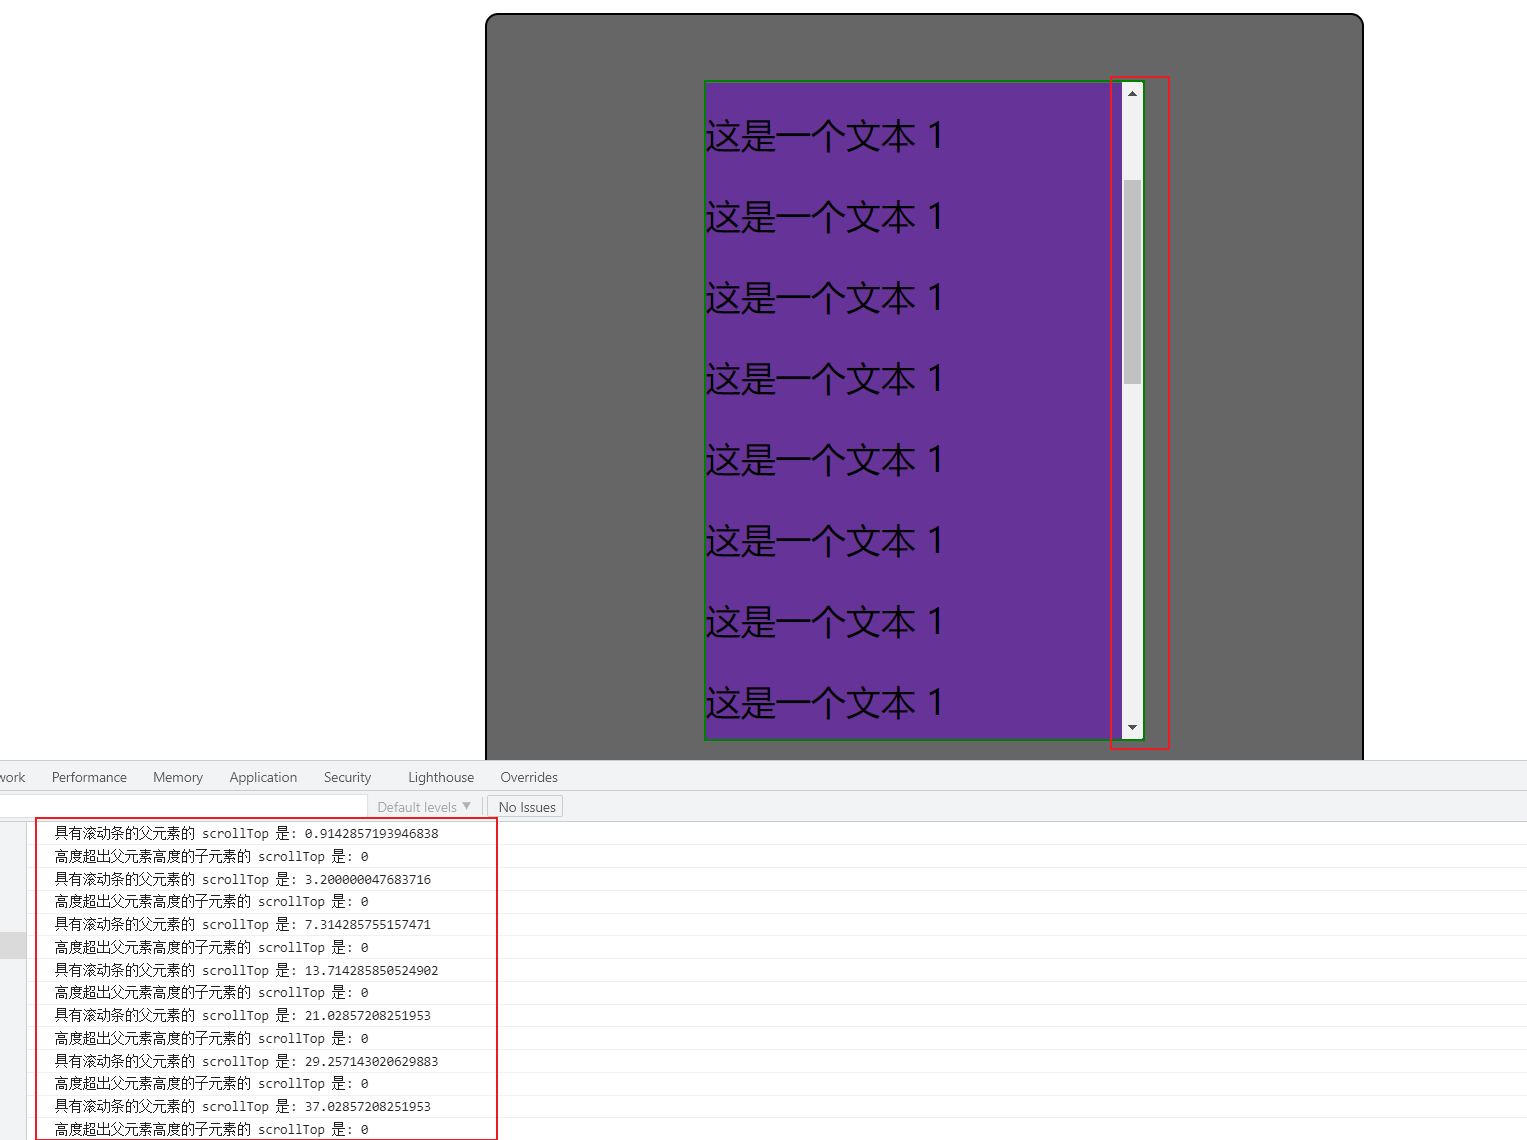 这是一个文本 1
这是一个文本 1
这是一个文本 1
这是一个文本 1
这是一个文本 1
这是一个文本 1
这是一个文本 1
这是一个文本 1
work Performance Memory Application Security Lighthouse Overrides
Default levels ▼ No Issues
具有滚动条的父元素的 scrollTop 是: 0.9142857193946838
高度超出父元素高度的子元素的 scrollTop 是: 0
具有滚动条的父元素的 scrollTop 是: 3.200000047683716
高度超出父元素高度的子元素的 scrollTop 是: 0
具有滚动条的父元素的 scrollTop 是: 7.314285755157471
高度超出父元素高度的子元素的 scrollTop 是: 0
具有滚动条的父元素的 scrollTop 是: 13.714285850524902
高度超出父元素高度的子元素的 scrollTop 是: 0
具有滚动条的父元素的 scrollTop 是: 21.02857208251953
高度超出父元素高度的子元素的 scrollTop 是: 0
具有滚动条的父元素的 scrollTop 是: 29.257143020629883
高度超出父元素高度的子元素的 scrollTop 是: 0
具有滚动条的父元素的 scrollTop 是: 37.02857208251953
高度超出父元素高度的子元素的 scrollTop 是: 0